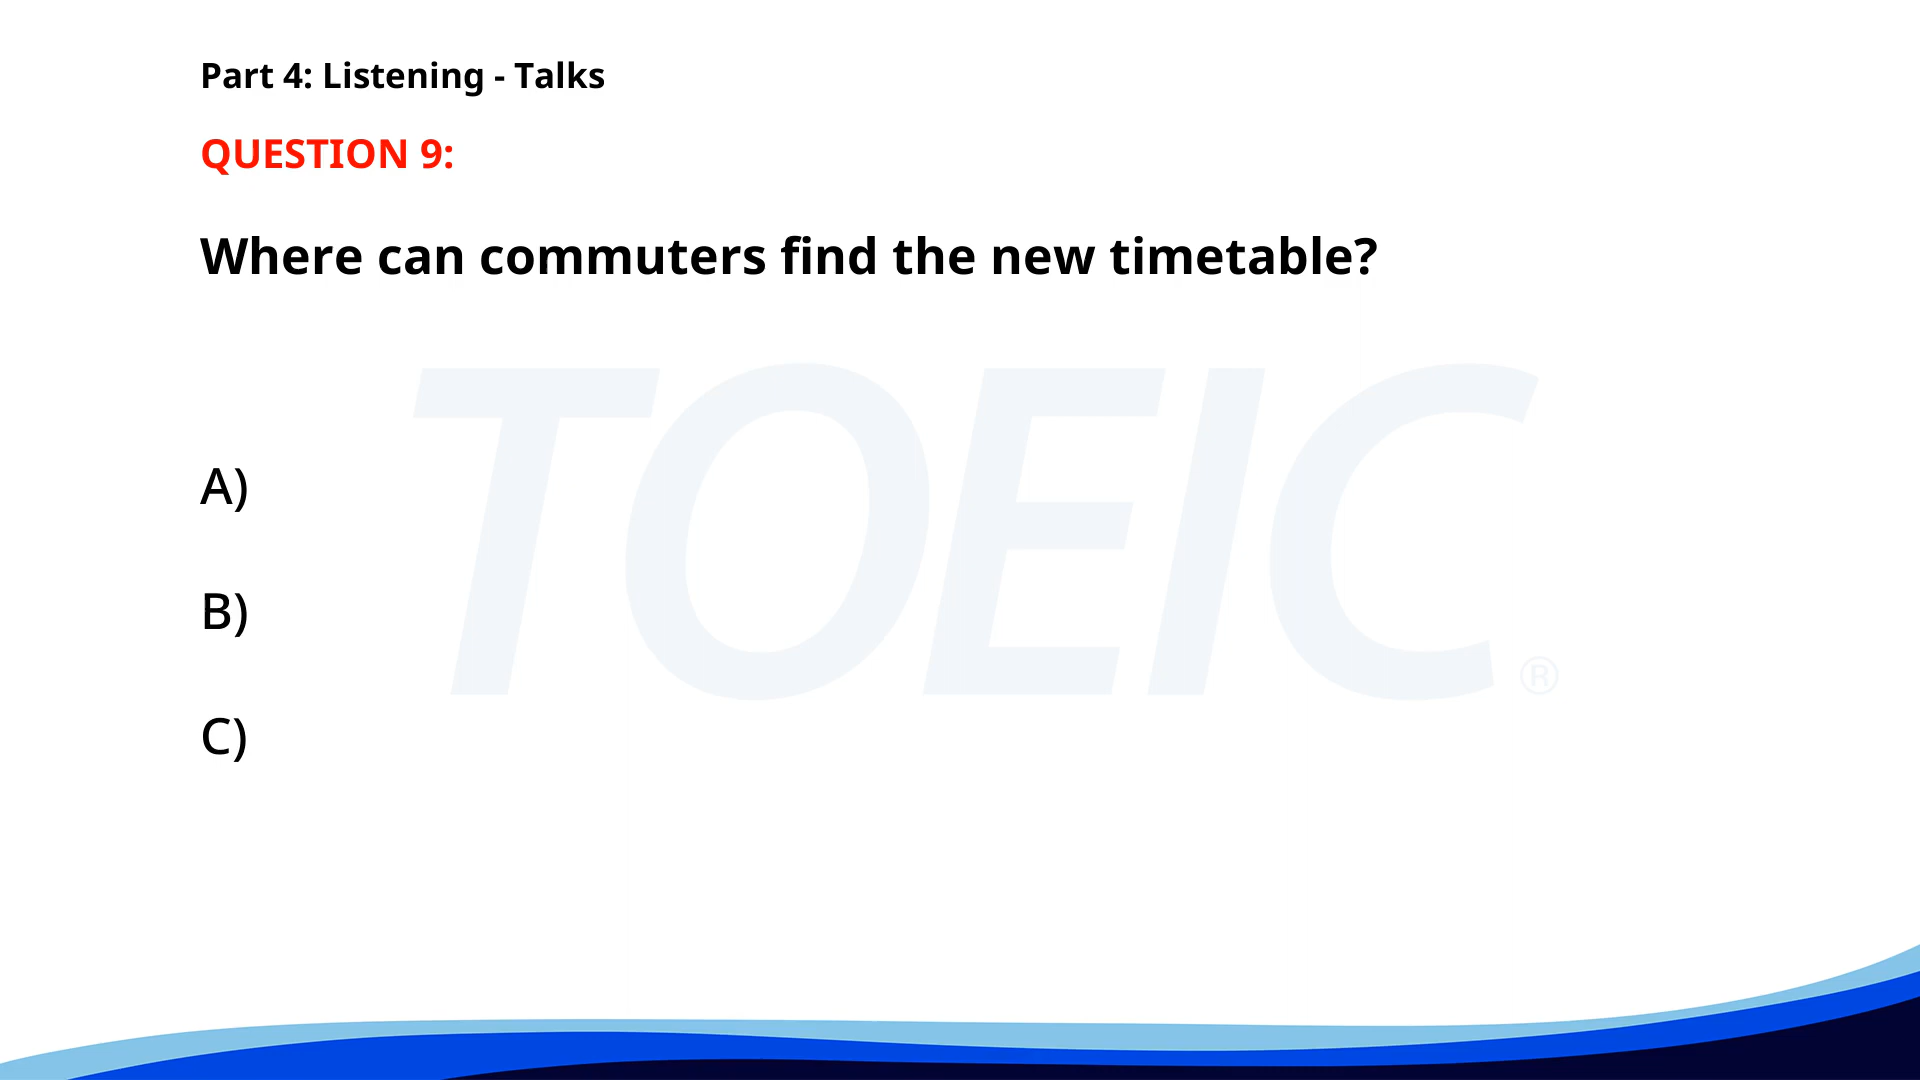 Part 4: Listening - Talks
QUESTION 9:
Where can commuters find the new timetable?
TOEIC®
A)
B)
C)